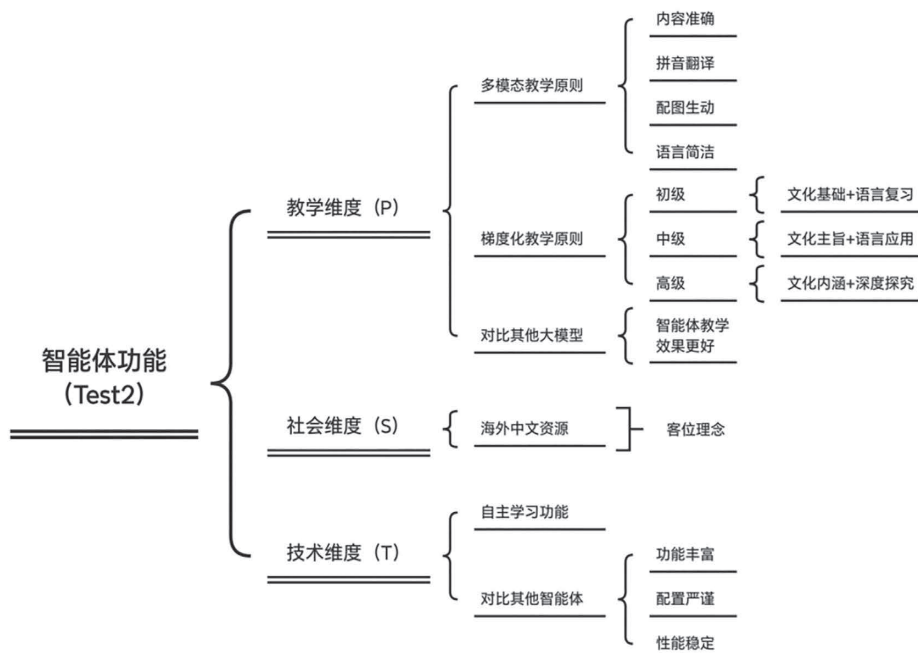 智能体功能
（Test2）
教学维度（P）
多模态教学原则
内容准确
拼音翻译
配图生动
语言简洁
梯度化教学原则
初级
文化基础+语言复习
中级
文化主旨+语言应用
高级
文化内涵+深度探究
对比其他大模型
智能体教学
效果更好
社会维度（S）
海外中文资源
客位理念
技术维度（T）
自主学习功能
对比其他智能体
功能丰富
配置严谨
性能稳定